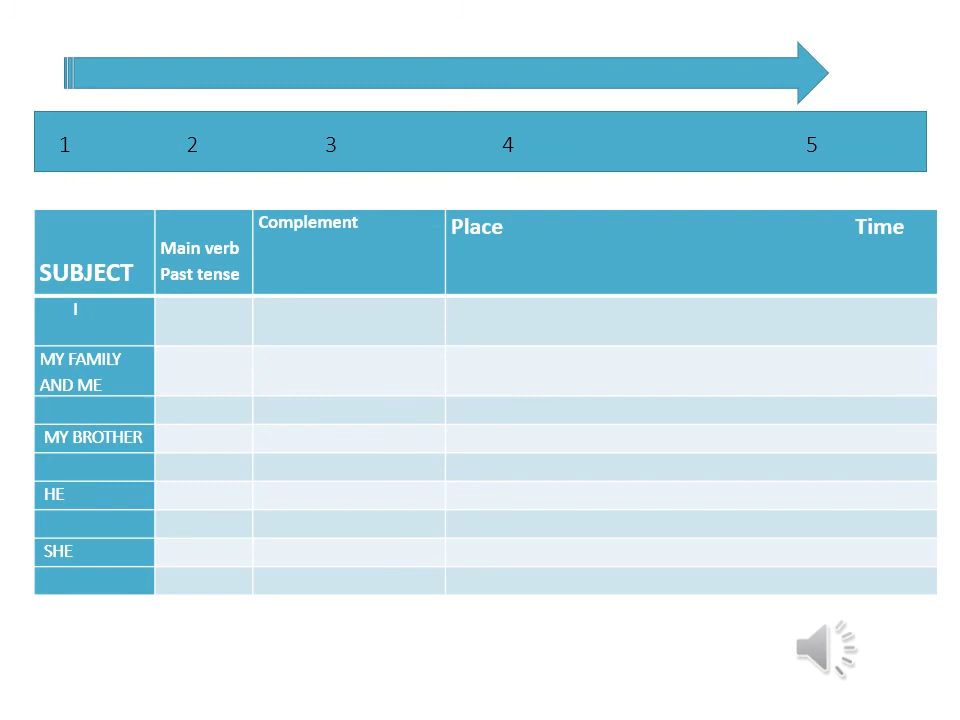 1 2 3 4 5
SUBJECT
Main verb
Past tense
Complement
Place Time
I
MY FAMILY
AND ME
MY BROTHER
HE
SHE